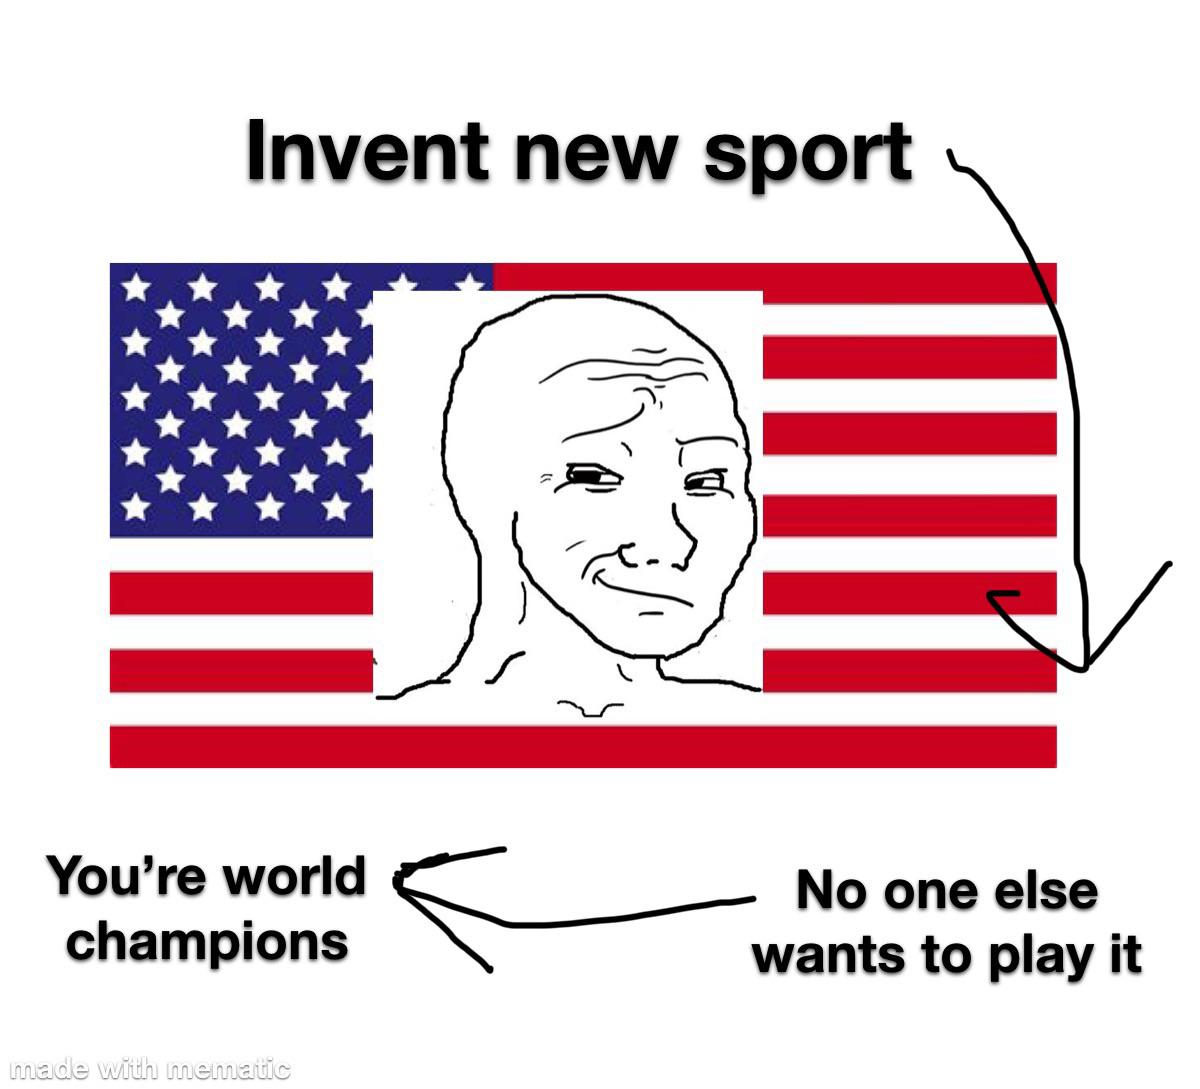 Invent new sport
No one else
wants to play it
You’re world
champions
made with mematic